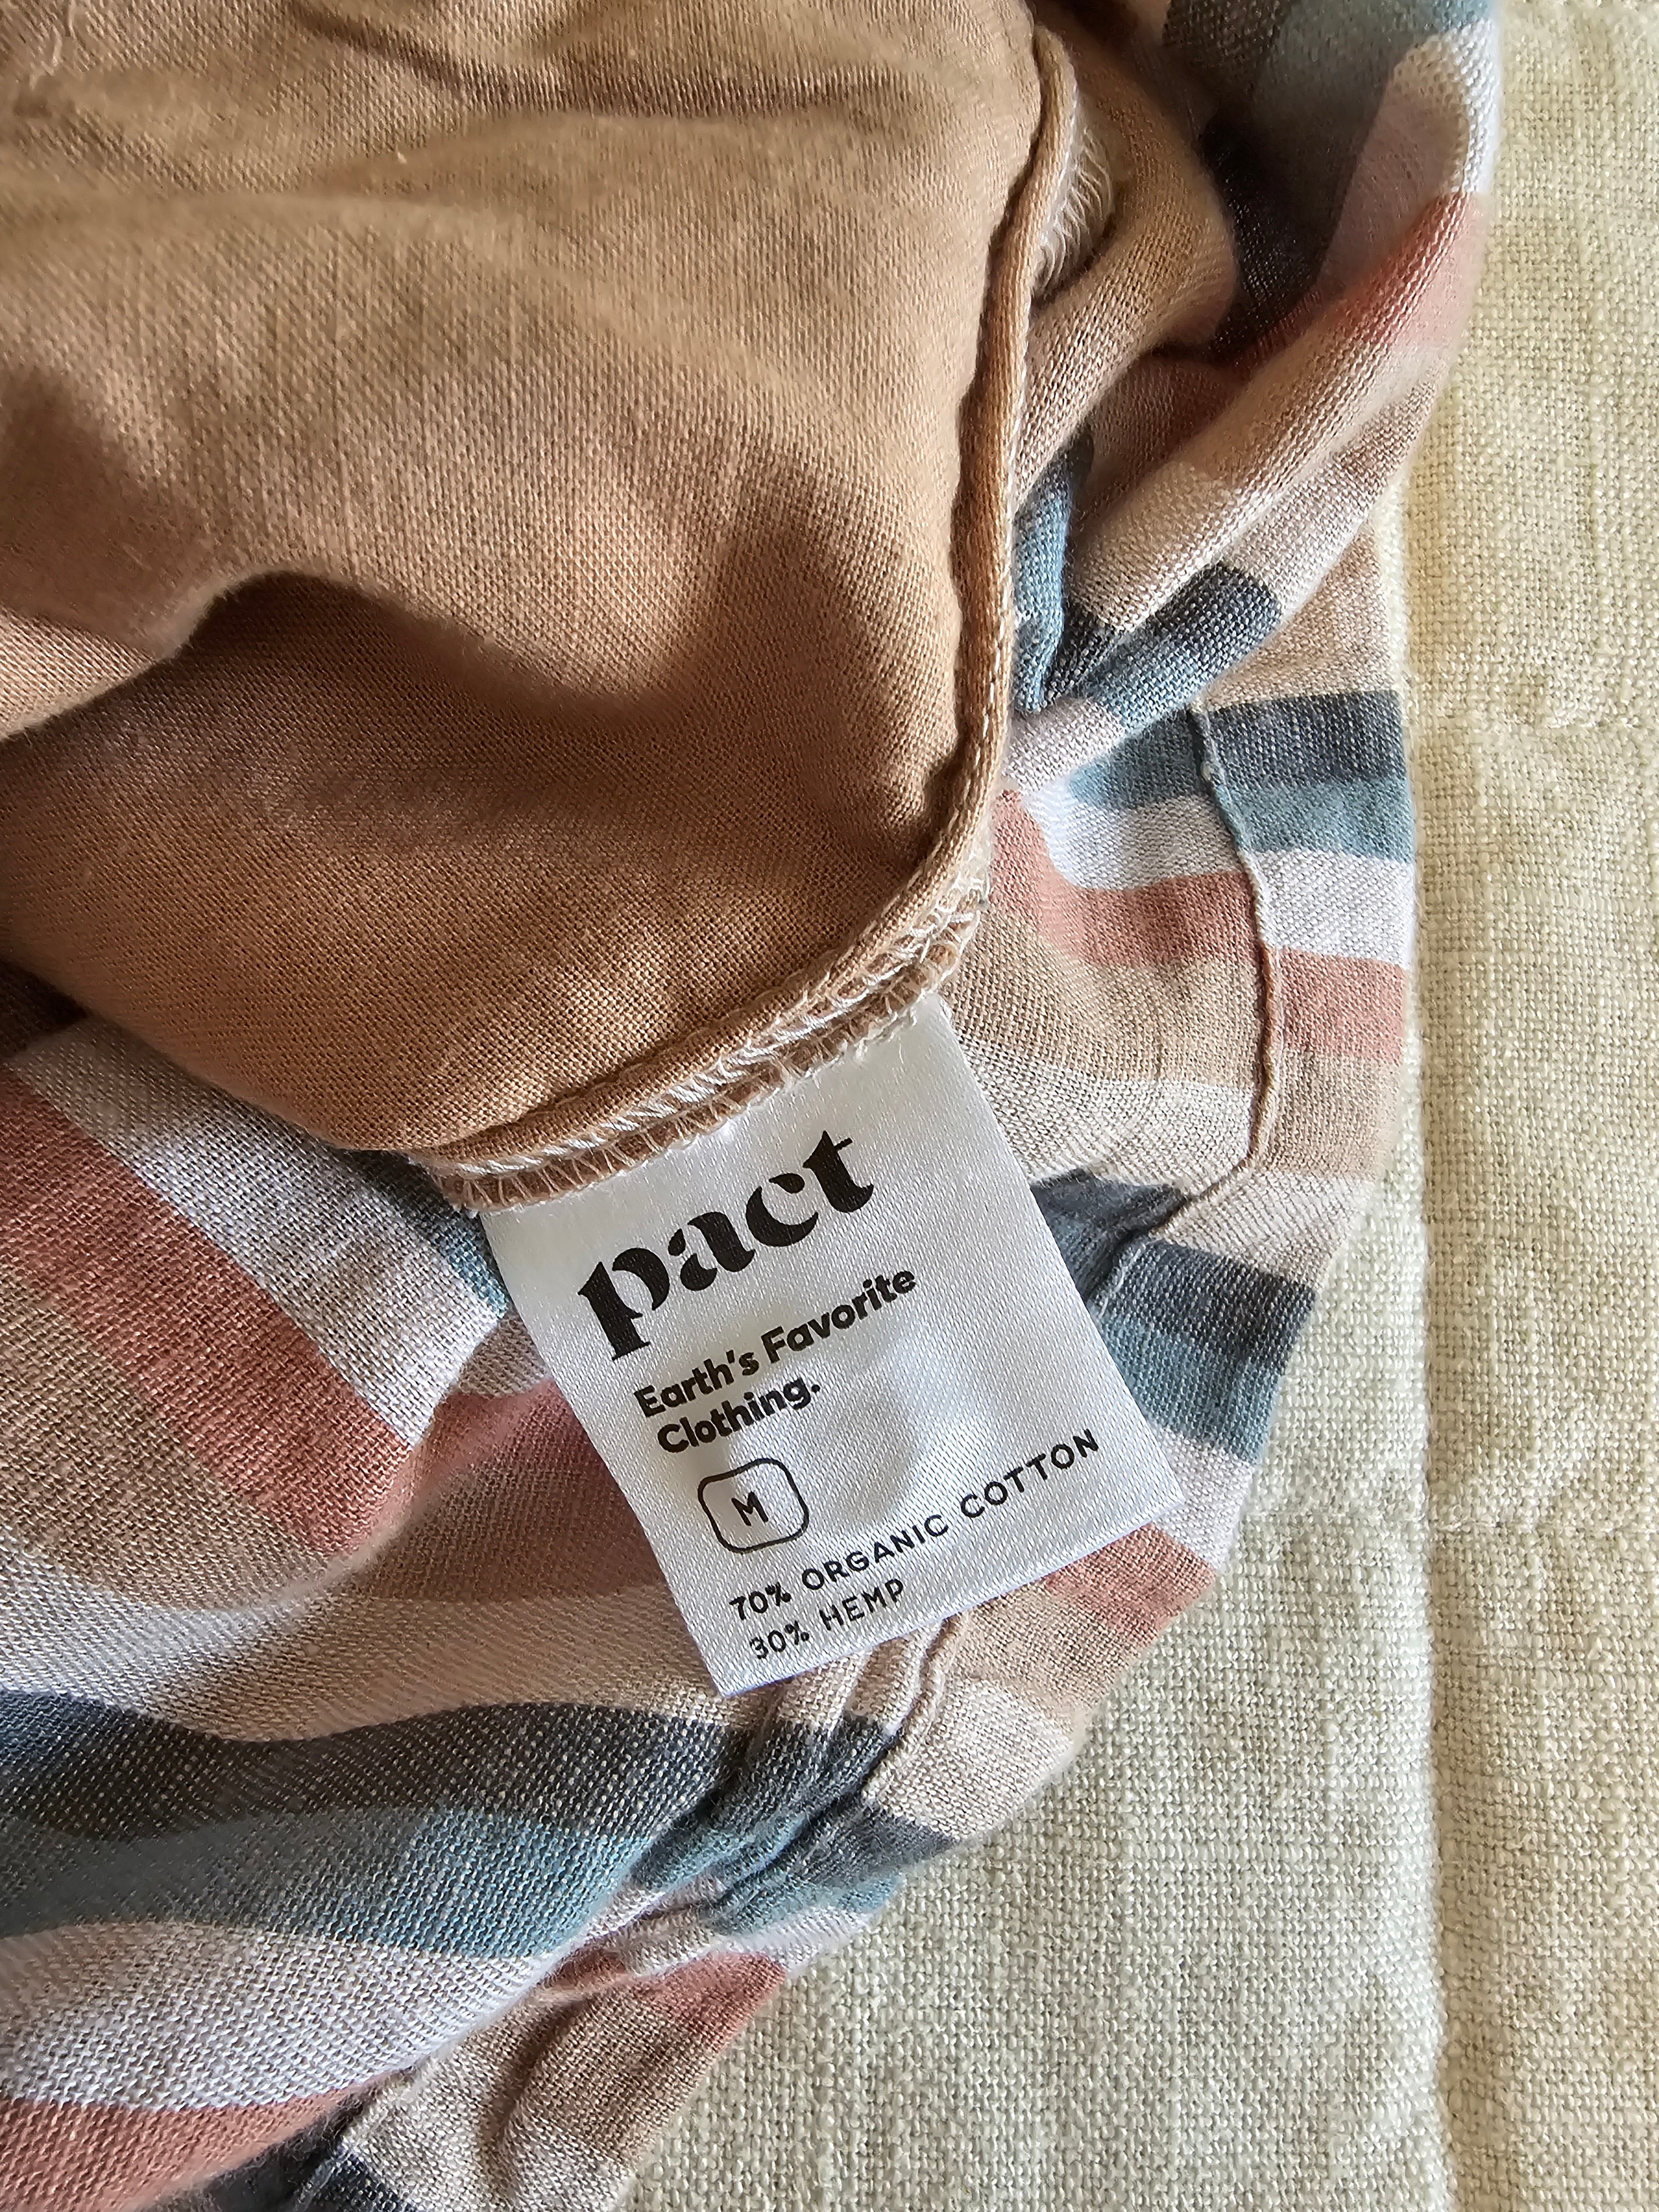 pact
Earth's Favorite
Clothing.
M
70% ORGANIC COTTON
30% HEMP